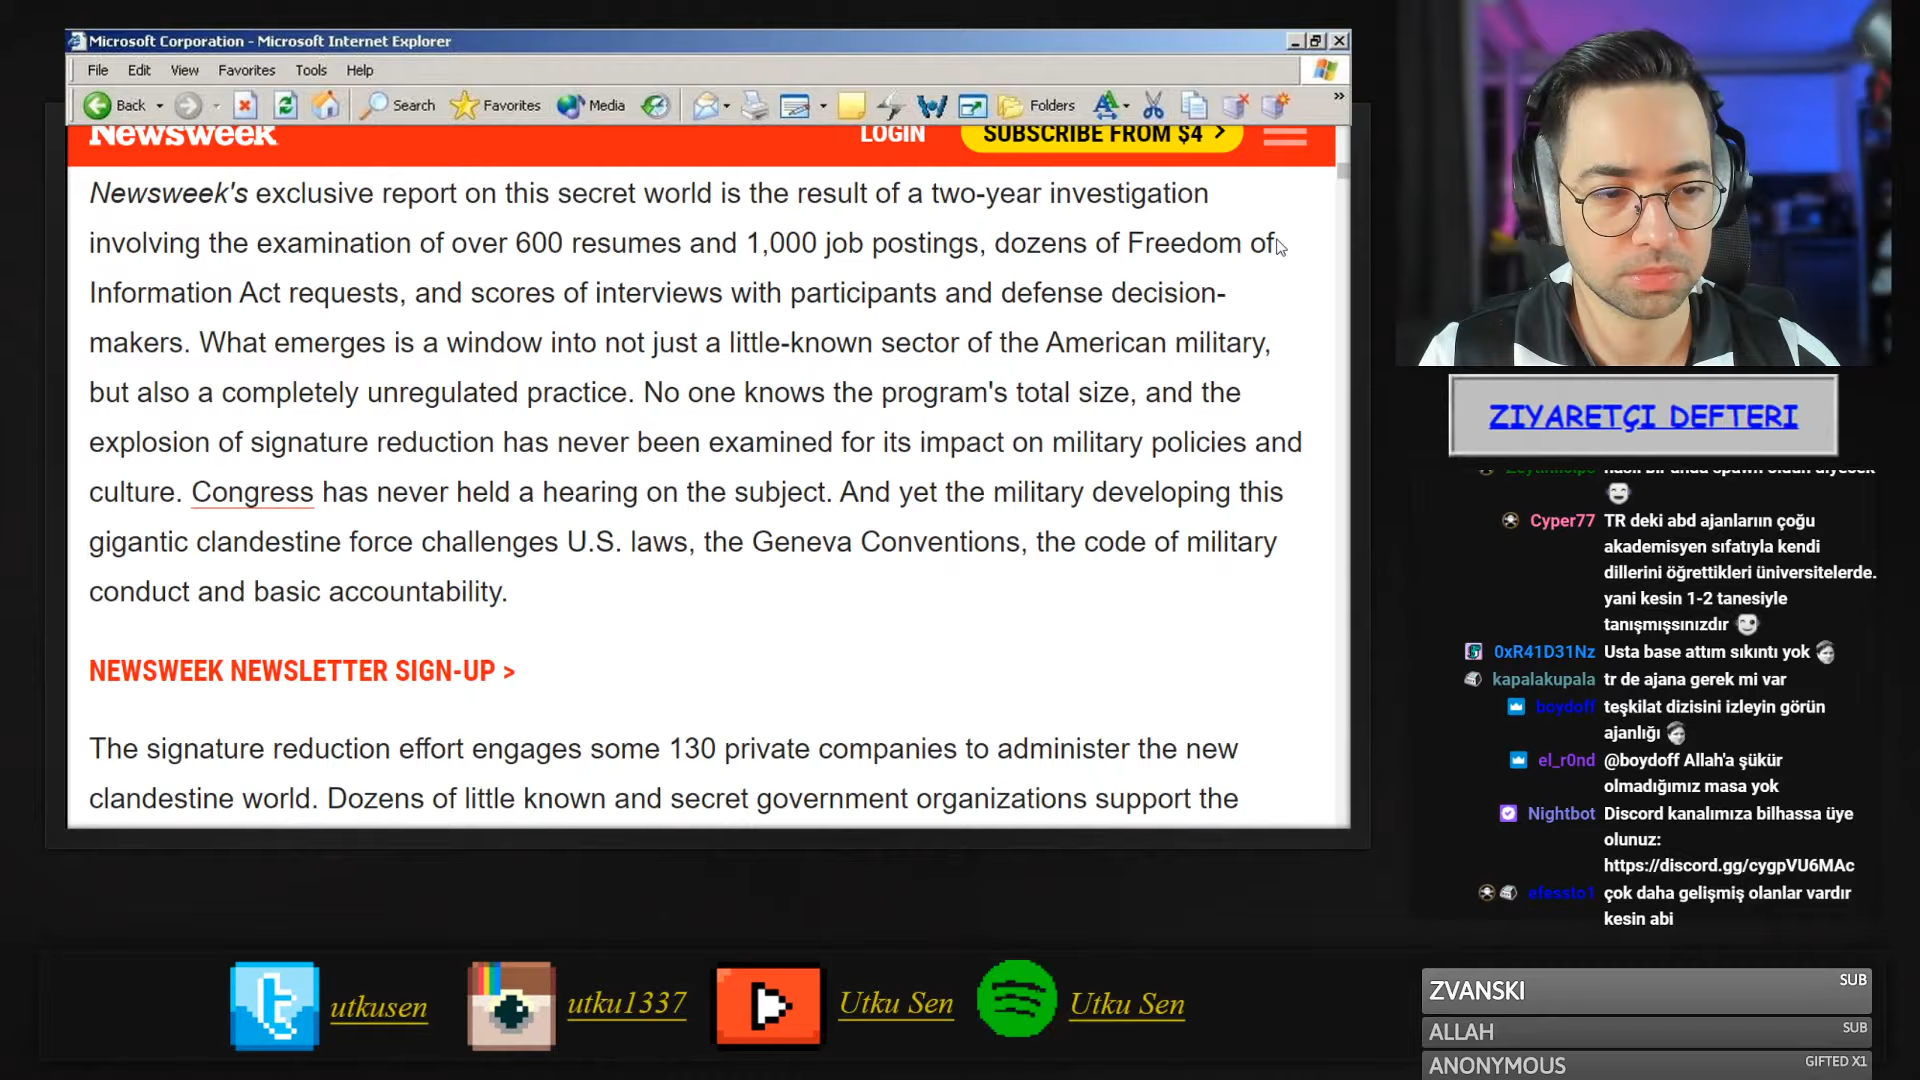 Microsoft Corporation - Microsoft Internet Explorer
File Edit View Favorites Tools Help
Back Search Favorites Media Folders
Newsweek LOGIN SUBSCRIBE FROM $4 >
Newsweek's exclusive report on this secret world is the result of a two-year investigation
involving the examination of over 600 resumes and 1,000 job postings, dozens of Freedom of
Information Act requests, and scores of interviews with participants and defense decision-
makers. What emerges is a window into not just a little-known sector of the American military,
but also a completely unregulated practice. No one knows the program's total size, and the
explosion of signature reduction has never been examined for its impact on military policies and
culture. Congress has never held a hearing on the subject. And yet the military developing this
gigantic clandestine force challenges U.S. laws, the Geneva Conventions, the code of military
conduct and basic accountability.
NEWSWEEK NEWSLETTER SIGN-UP >
The signature reduction effort engages some 130 private companies to administer the new
clandestine world. Dozens of little known and secret government organizations support the
ZİYARETÇİ DEFTERİ
Cyper77 TR deki abd ajanlarıın çoğu
akademisyen sıfatıyla kendi
dillerini öğrettikleri üniversitelerde.
yani kesin 1-2 tanesiyle
tanışmışsınızdır
0xR41D31Nz Usta base attım sıkıntı yok
kapalakupala tr de ajana gerek mi var
boydoff teşkilat dizisini izleyin görün
ajanlığı
el_r0nd @boydoff Allah'a şükür
olmadığımız masa yok
Nightbot Discord kanalımıza bilhassa üye
olunuz:
https://discord.gg/cygpVU6MAc
efessto1 çok daha gelişmiş olanlar vardır
kesin abi
utkusen utku1337 Utku Sen Utku Sen
ZVANSKI SUB
ALLAH SUB
ANONYMOUS GIFTED X1